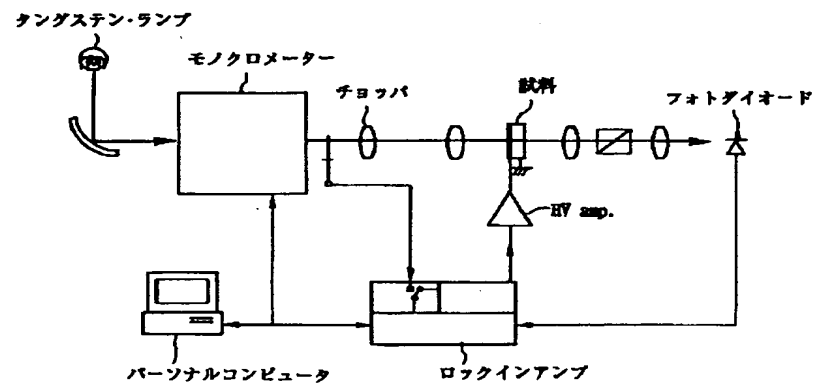 タングステン・ランプ
モノクロメーター
チョッパ
試料
フォトダイオード
HV amp.
パーソナルコンピュータ
ロックインアンプ